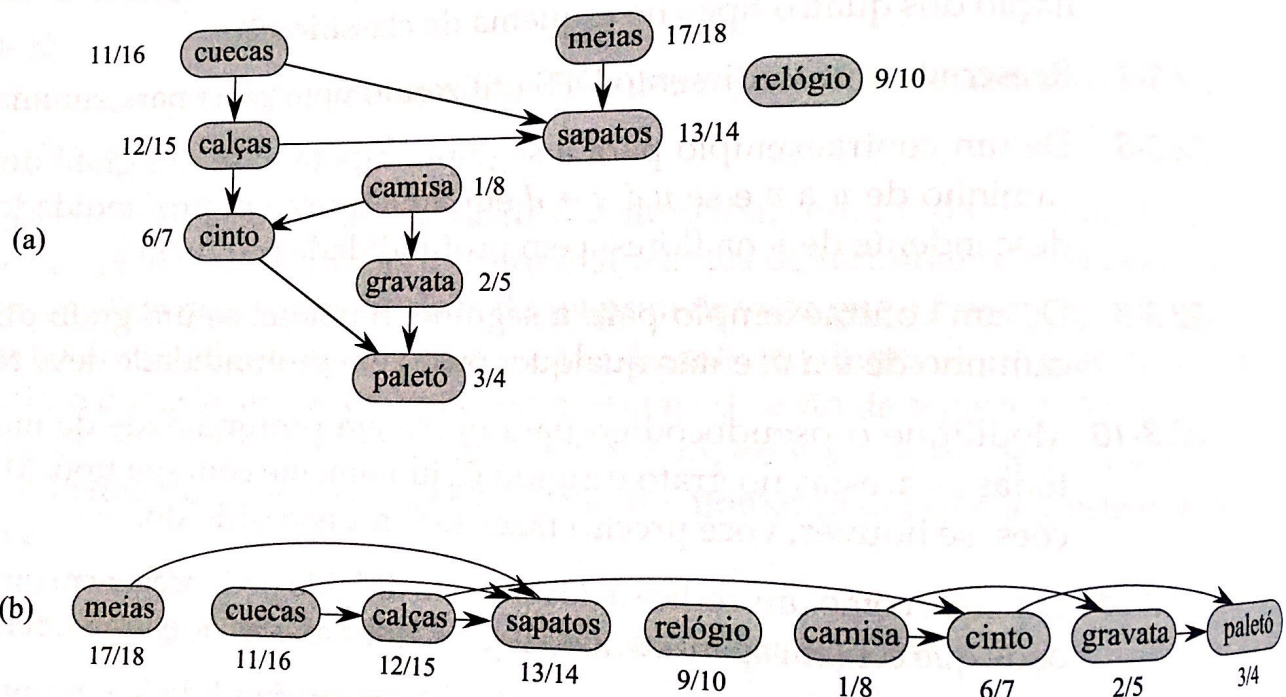 11/16 cuecas meias 17/18
relógio 9/10
12/15 calças sapatos 13/14
camisa 1/8
(a) 6/7 cinto
gravata 2/5
paletó 3/4
(b) meias cuecas calças sapatos relógio camisa cinto gravata paletó
17/18 11/16 12/15 13/14 9/10 1/8 6/7 2/5 3/4